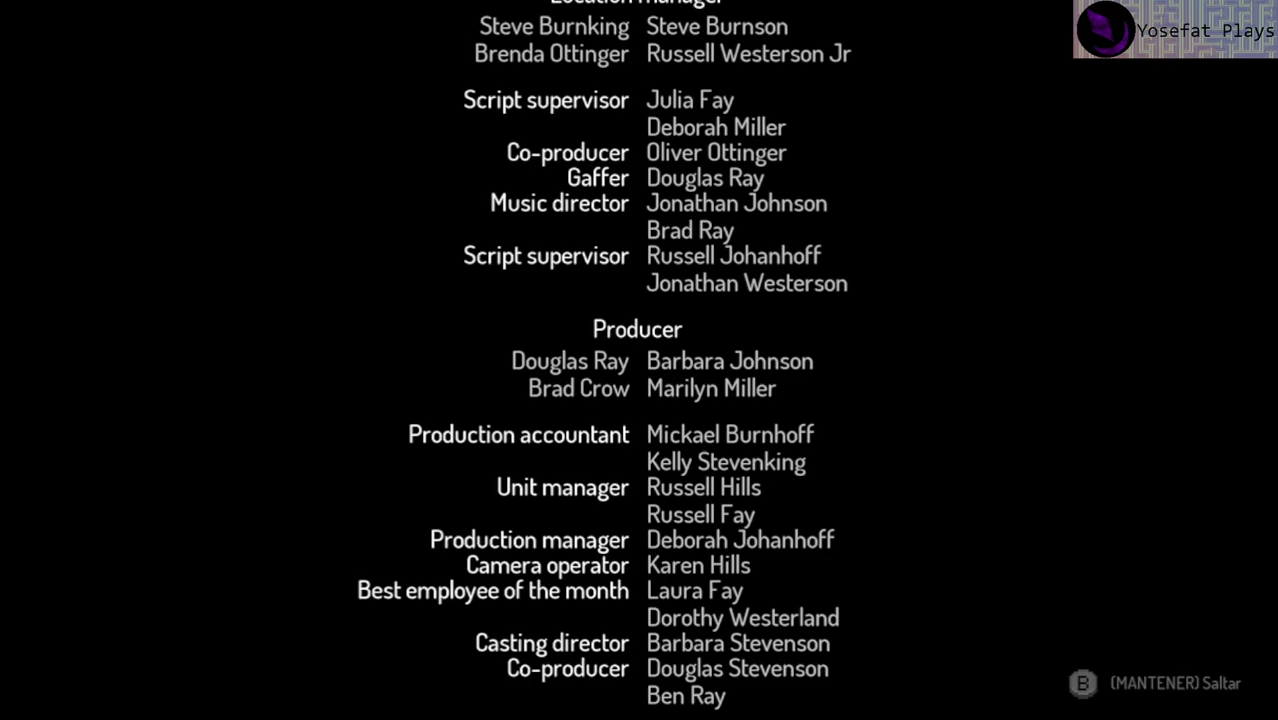 Location manager
Steve Burnking Steve Burnson
Brenda Ottinger Russell Westerson Jr
Script supervisor Julia Fay
Deborah Miller
Co-producer Oliver Ottinger
Gaffer Douglas Ray
Music director Jonathan Johnson
Brad Ray
Script supervisor Russell Johanhoff
Jonathan Westerson
Producer
Douglas Ray Barbara Johnson
Brad Crow Marilyn Miller
Production accountant Mickael Burnhoff
Kelly Stevenking
Unit manager Russell Hills
Russell Fay
Production manager Deborah Johanhoff
Camera operator Karen Hills
Best employee of the month Laura Fay
Dorothy Westerland
Casting director Barbara Stevenson
Co-producer Douglas Stevenson
Ben Ray
Yosefat Plays
B (MANTENER) Saltar